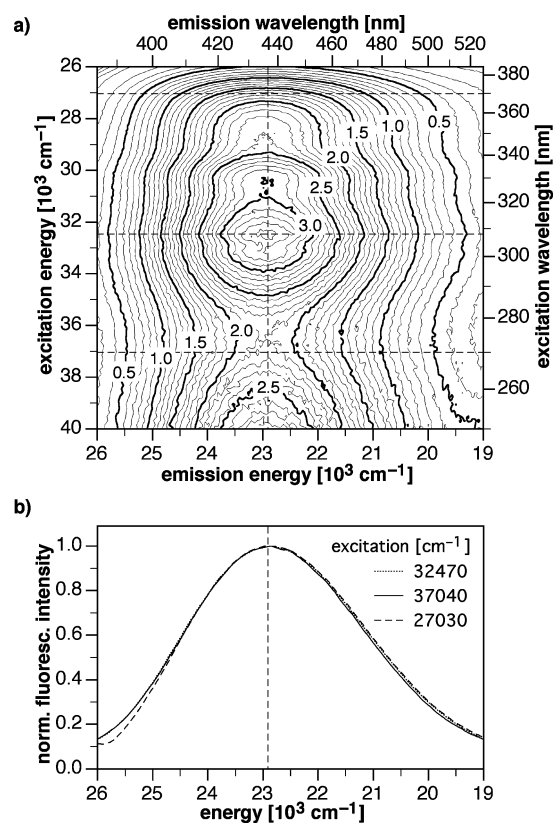 a)
emission wavelength [nm]
400 420 440 460 480 500 520
26 28 30 32 34 36 38 40
excitation energy [10³ cm⁻¹]
380 360 340 320 300 280 260
excitation wavelength [nm]
0.5
1.0
1.5
2.0
2.5
3.0
2.0
1.5
1.0
0.5
2.5
26 25 24 23 22 21 20 19
emission energy [10³ cm⁻¹]
b)
norm. fluoresc. intensity
1.0
0.8
0.6
0.4
0.2
0.0
excitation [cm⁻¹]
32470
37040
27030
26 25 24 23 22 21 20 19
energy [10³ cm⁻¹]